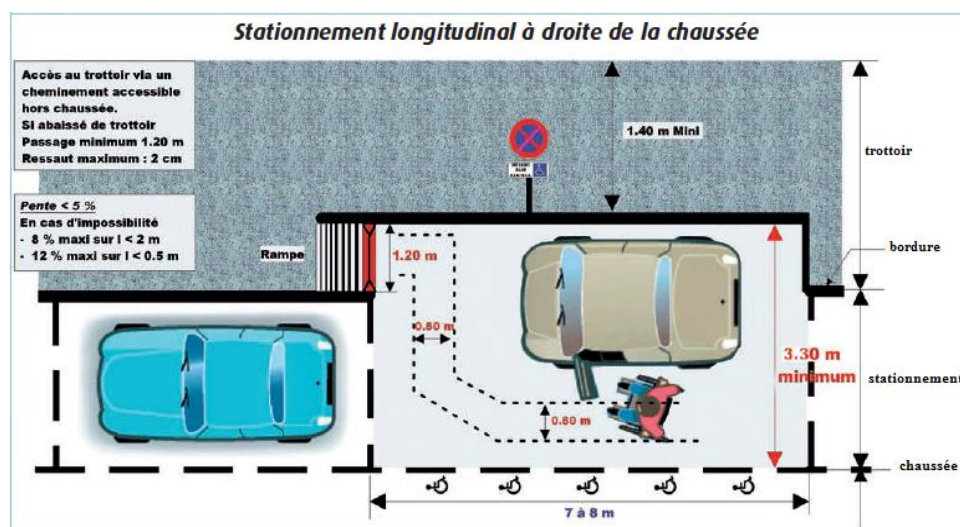 Stationnement longitudinal à droite de la chaussée
Accès au trottoir via un
cheminement accessible
hors chaussée.
Si abaissé de trottoir
Passage minimum 1.20 m
Ressaut maximum : 2 cm
1.40 m Mini
trottoir
Pente < 5 %
En cas d'impossibilité
- 8 % maxi sur l < 2 m
- 12 % maxi sur l < 0.5 m
Rampe
1.20 m
bordure
0.80 m
3.30 m
minimum
stationnement
0.80 m
chaussée
7 à 8 m